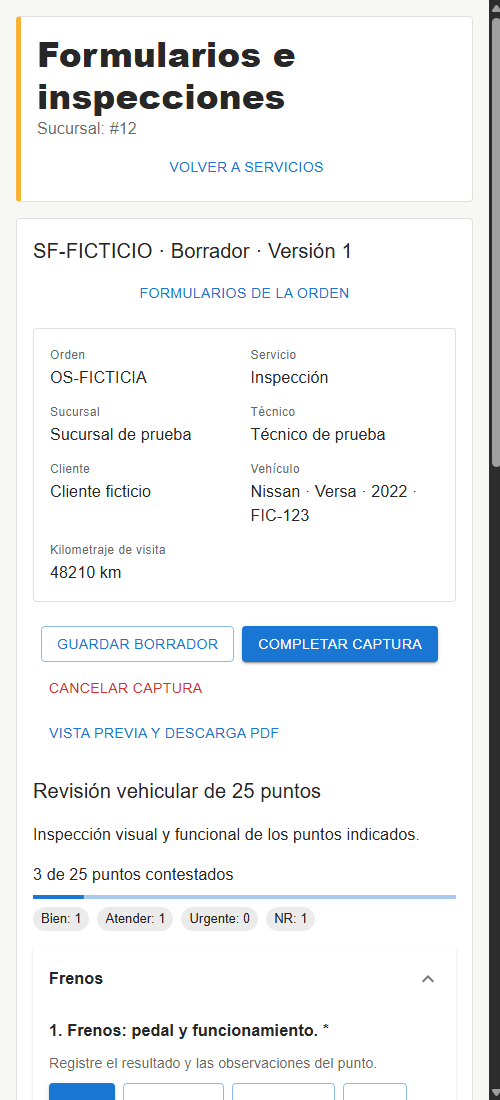 Formularios e
inspecciones
Sucursal: #12
VOLVER A SERVICIOS
SF-FICTICIO · Borrador · Versión 1
FORMULARIOS DE LA ORDEN
Orden
OS-FICTICIA
Servicio
Inspección
Sucursal
Sucursal de prueba
Técnico
Técnico de prueba
Cliente
Cliente ficticio
Vehículo
Nissan · Versa · 2022 ·
FIC-123
Kilometraje de visita
48210 km
GUARDAR BORRADOR
COMPLETAR CAPTURA
CANCELAR CAPTURA
VISTA PREVIA Y DESCARGA PDF
Revisión vehicular de 25 puntos
Inspección visual y funcional de los puntos indicados.
3 de 25 puntos contestados
Bien: 1 Atender: 1 Urgente: 0 NR: 1
Frenos
1. Frenos: pedal y funcionamiento. *
Registre el resultado y las observaciones del punto.